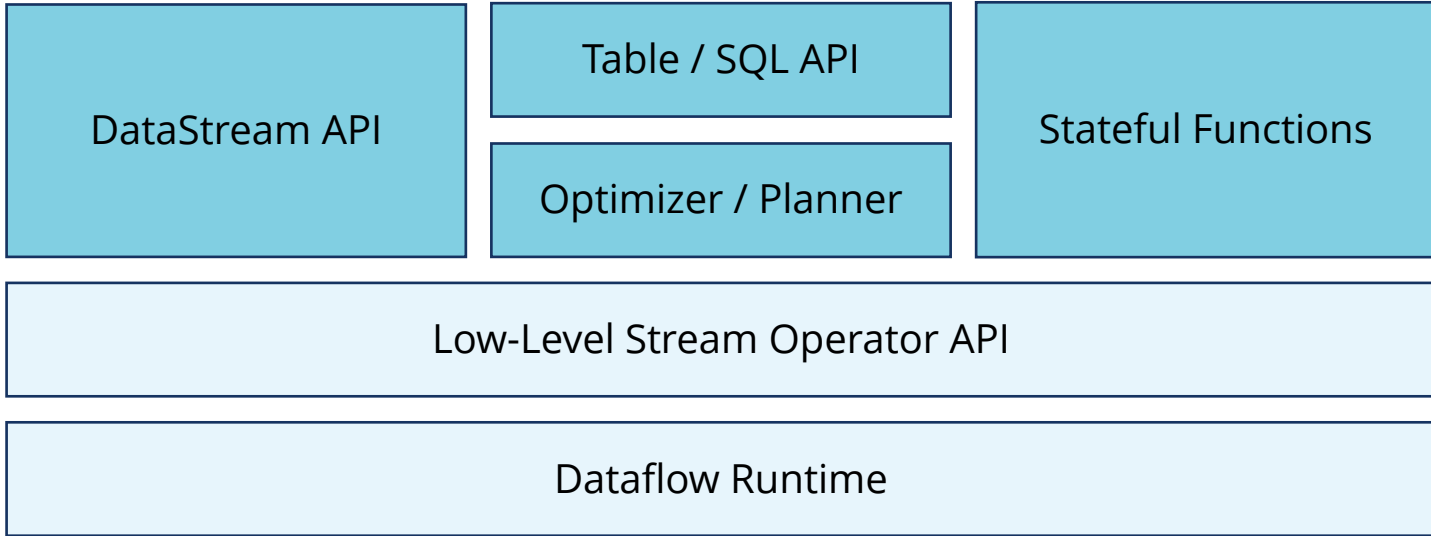 DataStream API
Table / SQL API
Optimizer / Planner
Stateful Functions
Low-Level Stream Operator API
Dataflow Runtime